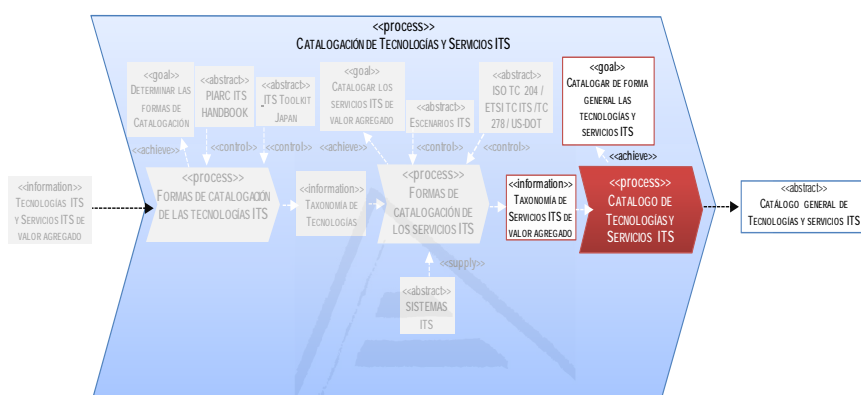 <<process>>
CATALOGACIÓN DE TECNOLOGÍAS Y SERVICIOS ITS
<<goal>>
DETERMINAR LAS
FORMAS DE
CATALOGACIÓN
<<abstract>>
PIARC ITS
HANDBOOK
<<abstract>>
ITS TOOLKIT
JAPAN
<<goal>>
CATALOGAR LOS
SERVICIOS ITS DE
VALOR AGREGADO
<<abstract>>
ESCENARIOS ITS
<<abstract>>
ISO TC 204 /
ETSI TC ITS /TC
278 / US-DOT
<<goal>>
CATALOGAR DE FORMA
GENERAL LAS
TECNOLOGÍAS Y
SERVICIOS ITS
<<achieve>>
<<control>>
<<control>>
<<achieve>>
<<control>>
<<control>>
<<achieve>>
<<information>>
TECNOLOGÍAS ITS
Y SERVICIOS ITS DE
VALOR AGREGADO
<<process>>
FORMAS DE CATALOGACIÓN
DE LAS TECNOLOGÍAS ITS
<<information>>
TAXONOMÍA DE
TECNOLOGÍAS
<<process>>
FORMAS DE
CATALOGACIÓN DE
LOS SERVICIOS ITS
<<information>>
TAXONOMÍA DE
SERVICIOS ITS DE
VALOR AGREGADO
<<process>>
CATALOGO DE
TECNOLOGÍAS Y
SERVICIOS ITS
<<abstract>>
CATÁLOGO GENERAL DE
TECNOLOGÍAS Y SERVICIOS ITS
<<supply>>
<<abstract>>
SISTEMAS
ITS